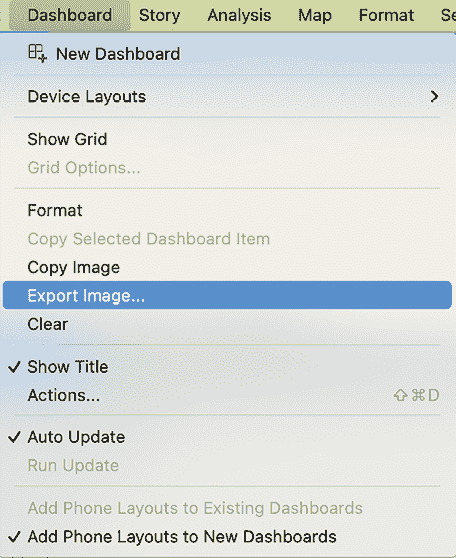 Dashboard Story Analysis Map Format Se
New Dashboard
Device Layouts
Show Grid
Grid Options...
Format
Copy Selected Dashboard Item
Copy Image
Export Image...
Clear
Show Title
Actions... ⇧⌘D
Auto Update
Run Update
Add Phone Layouts to Existing Dashboards
Add Phone Layouts to New Dashboards